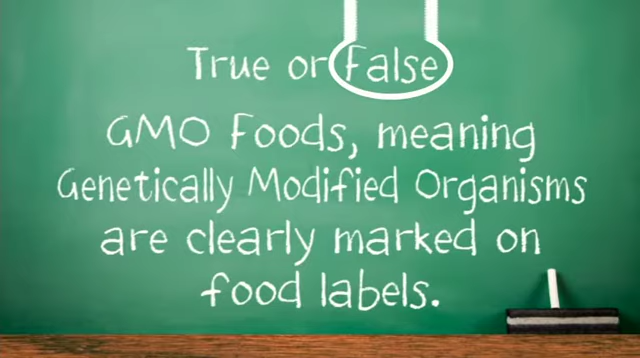 True or False
GMO Foods, meaning
Genetically Modified Organisms
are clearly marked on
food labels.